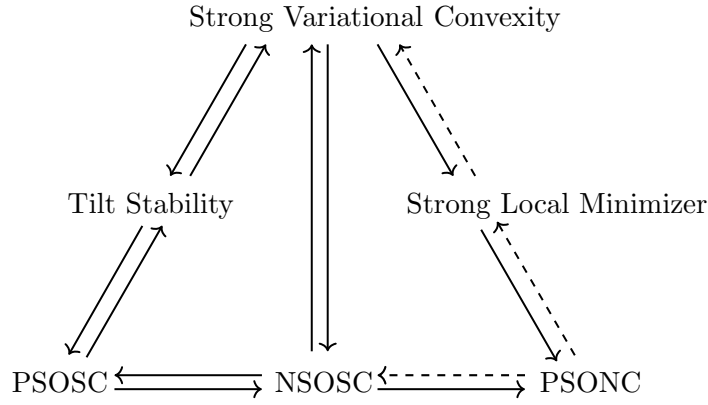 Strong Variational Convexity
Tilt Stability
Strong Local Minimizer
PSOSC
NSOSC
PSONC